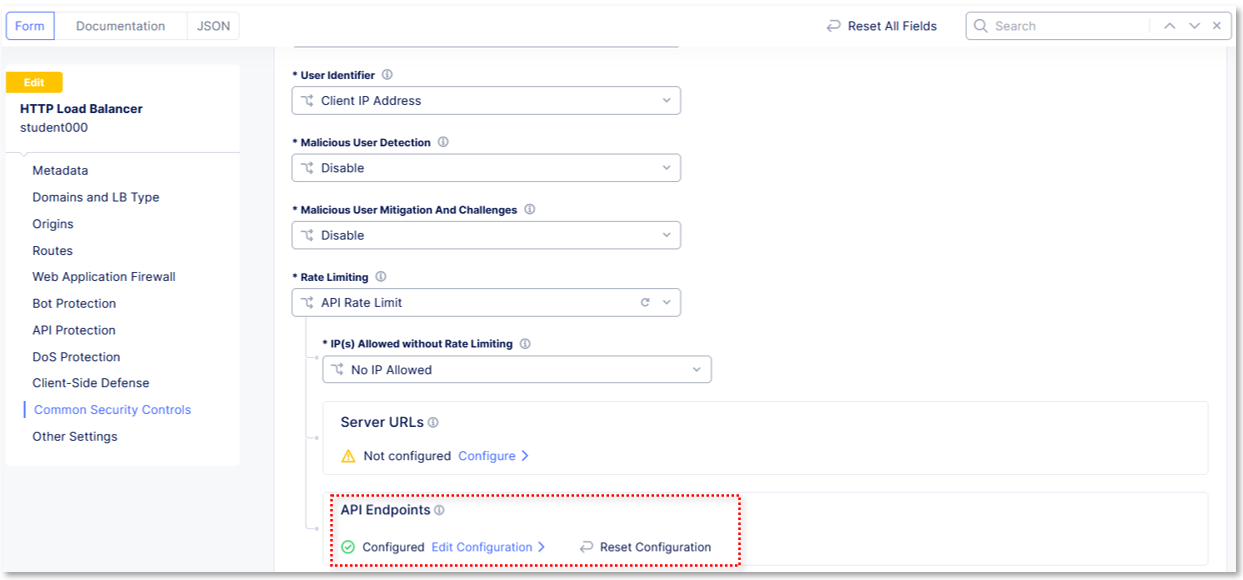 Form Documentation JSON Reset All Fields Search
Edit
HTTP Load Balancer
student000
Metadata
Domains and LB Type
Origins
Routes
Web Application Firewall
Bot Protection
API Protection
DoS Protection
Client-Side Defense
Common Security Controls
Other Settings
* User Identifier
Client IP Address
* Malicious User Detection
Disable
* Malicious User Mitigation And Challenges
Disable
* Rate Limiting
API Rate Limit
* IP(s) Allowed without Rate Limiting
No IP Allowed
Server URLs
Not configured Configure
API Endpoints
Configured Edit Configuration Reset Configuration